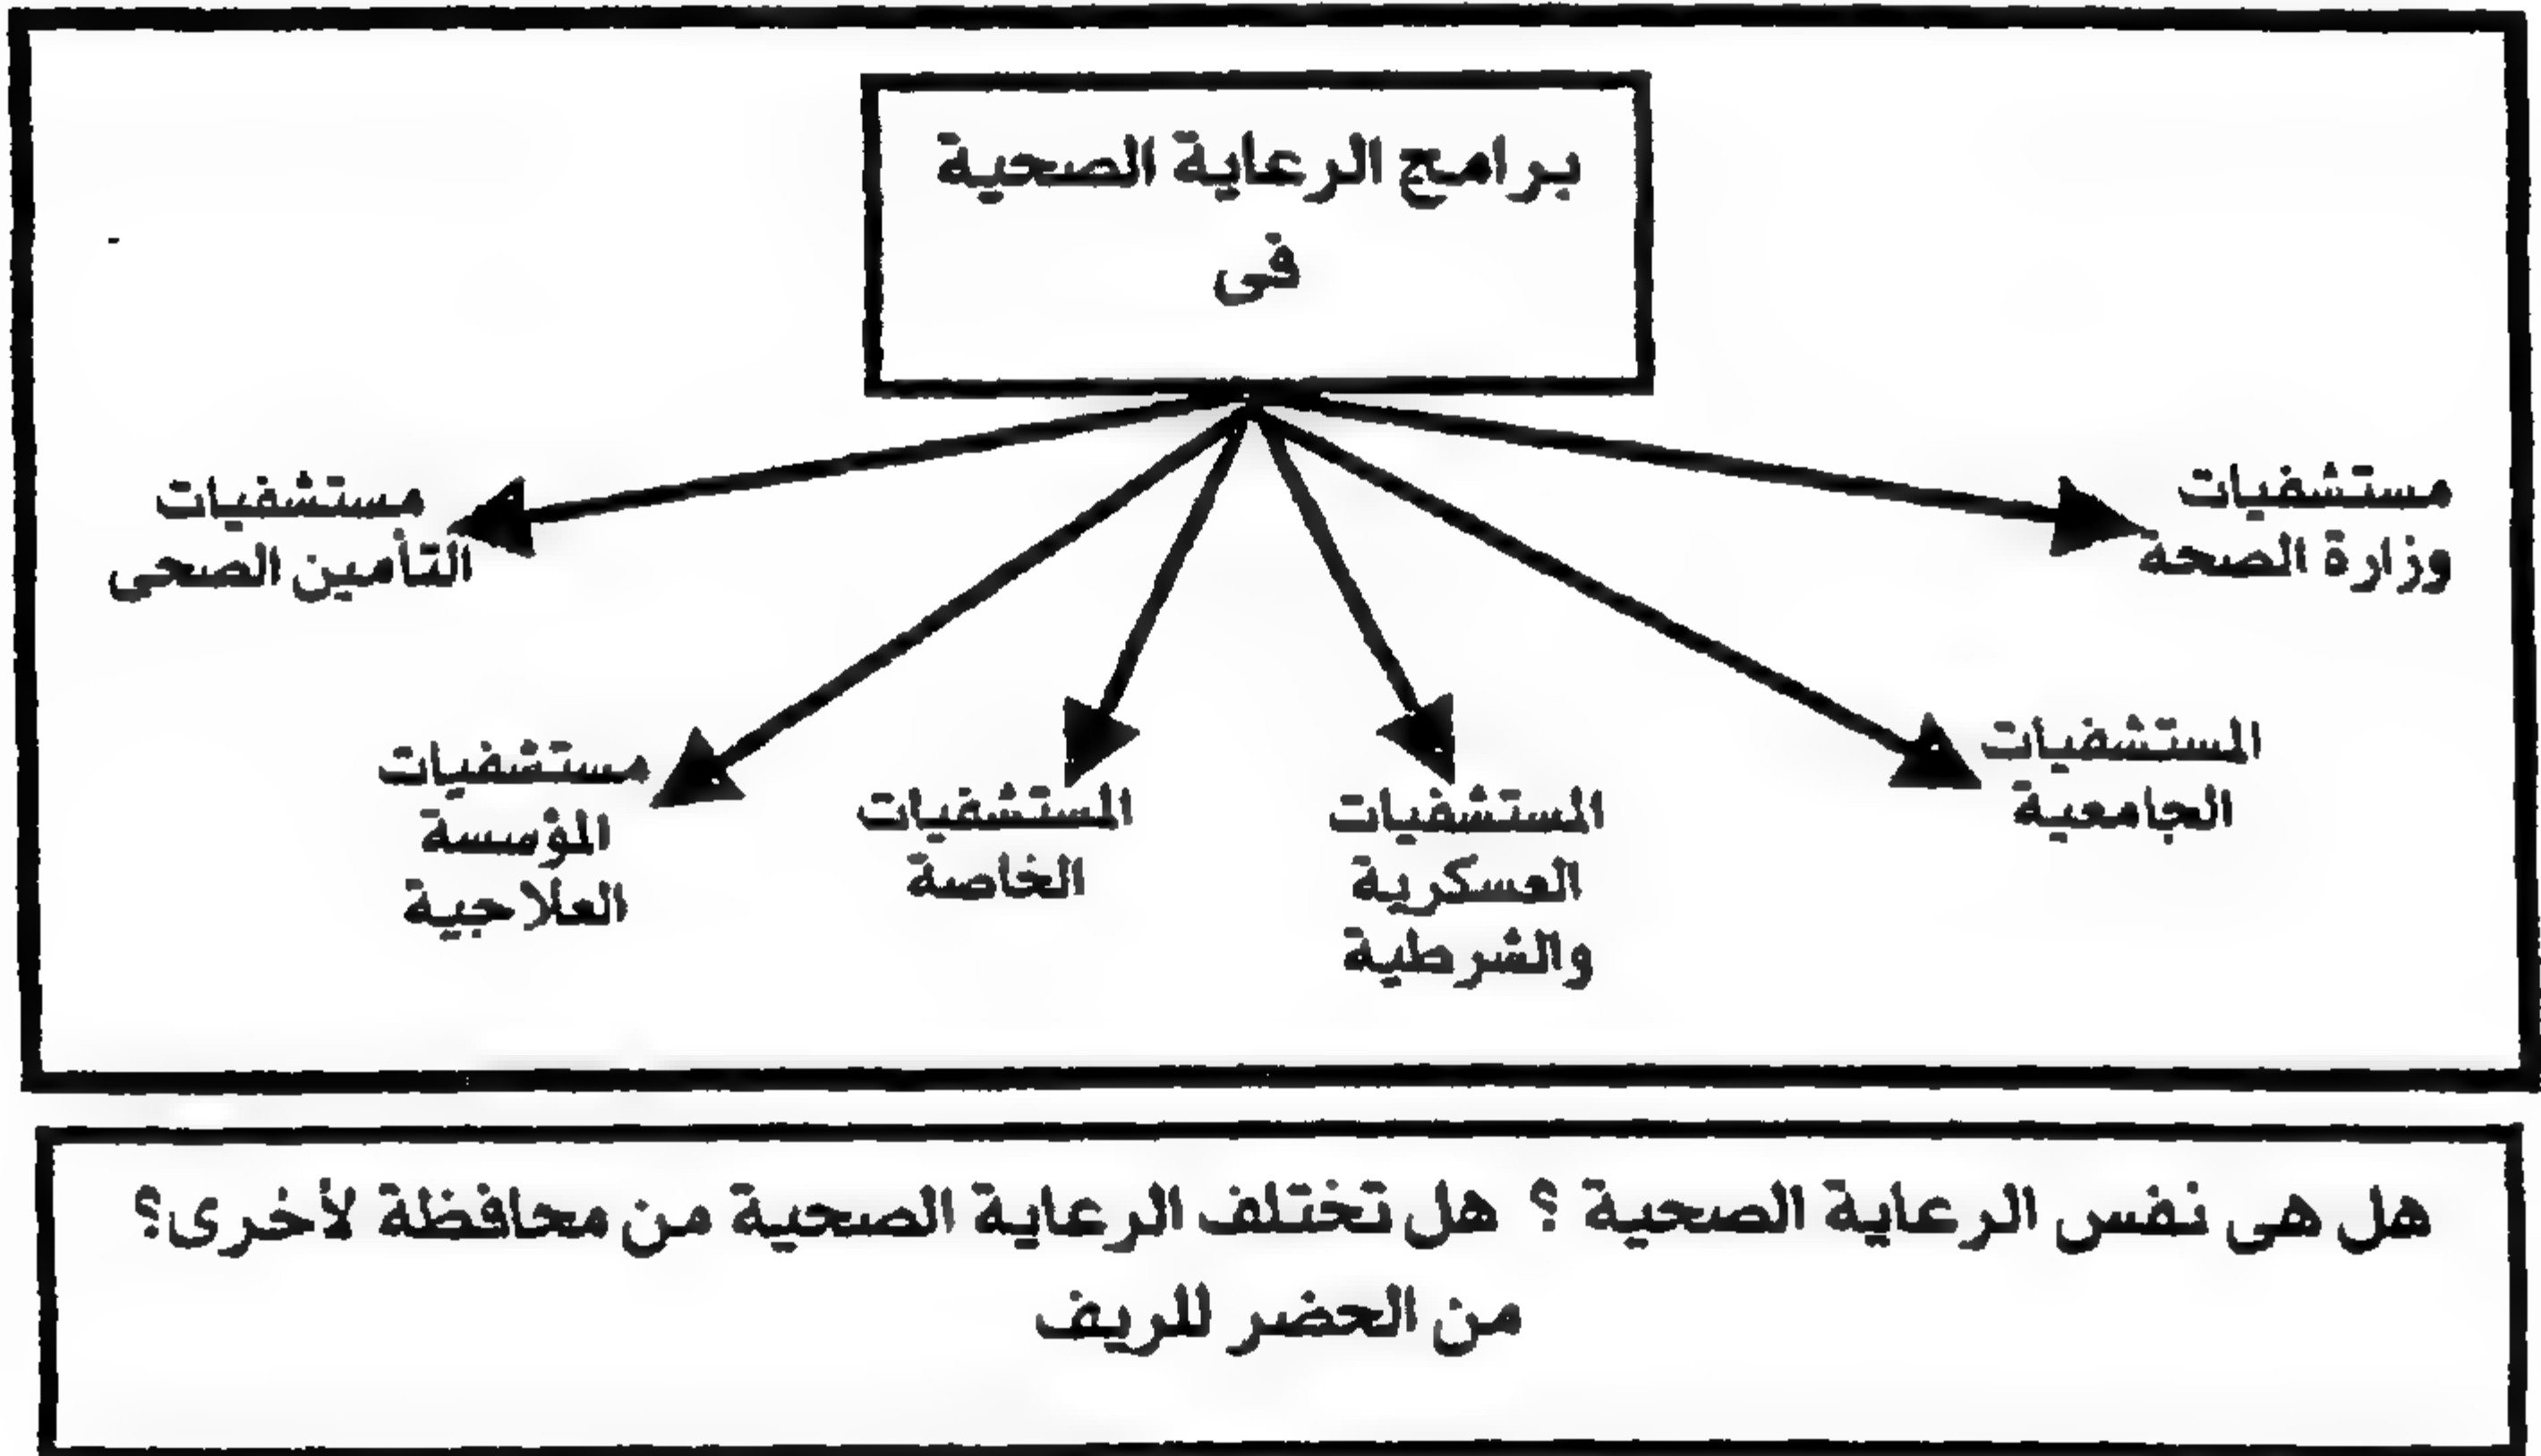 برامج الرعاية الصحية
فى
مستشفيات
وزارة الصحة
المستشفيات
الجامعية
المستشفيات
العسكرية
والشرطية
المستشفيات
الخاصة
مستشفيات
المؤسسة
العلاجية
مستشفيات
التأمين الصحى
هل هى نفس الرعاية الصحية ؟ هل تختلف الرعاية الصحية من محافظة لأخرى؟
من الحضر للريف